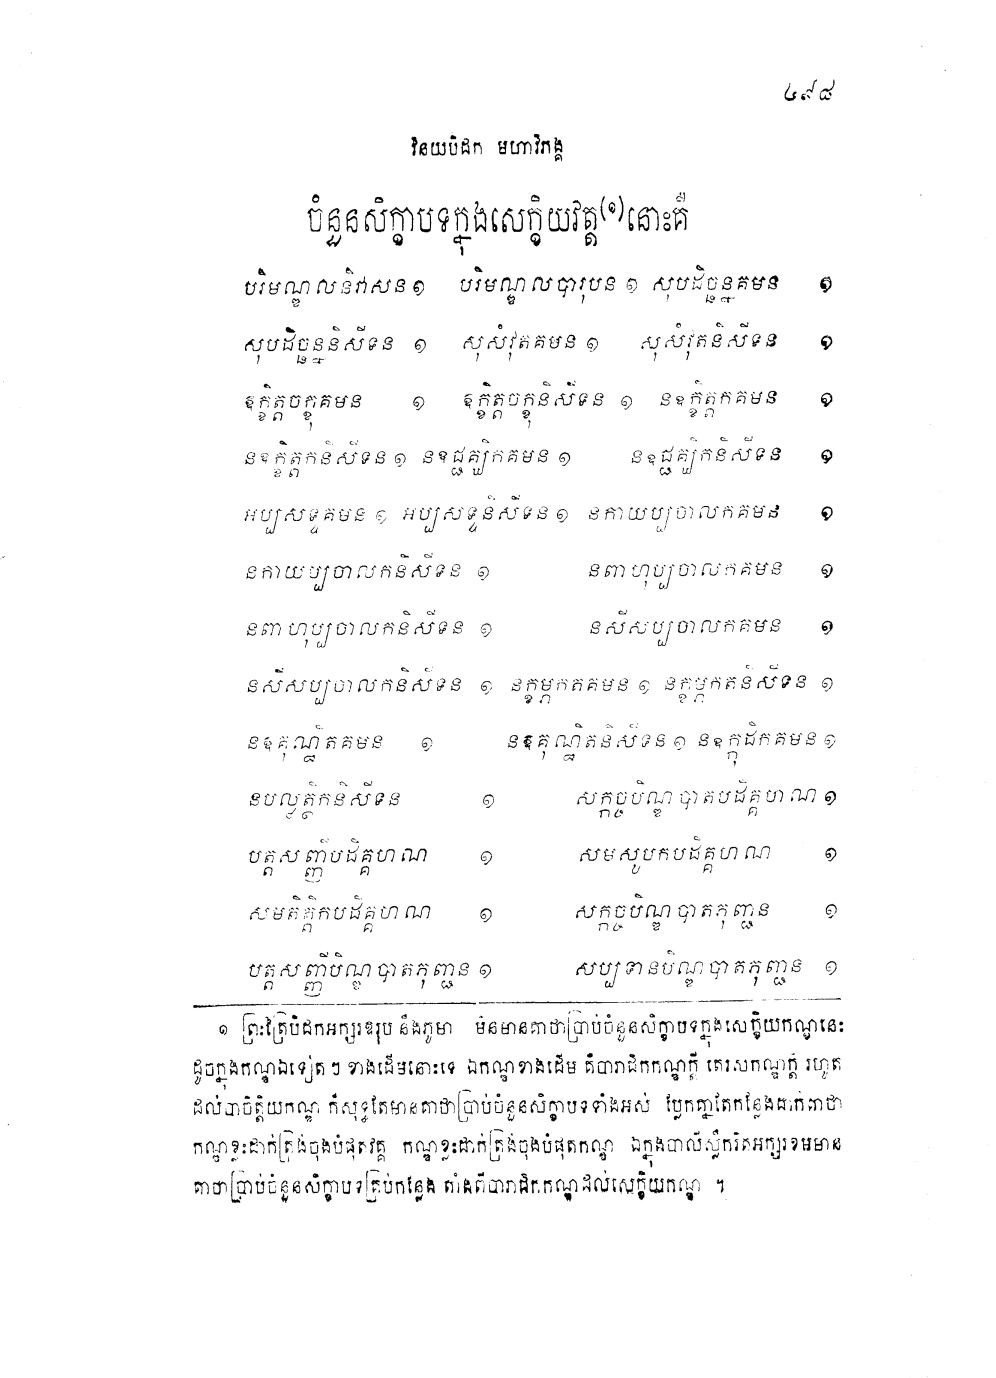 ៤៩៨
វិនយបិដក មហាវិភង្គ
ចំនួនសិក្ខាបទក្នុងសេក្ខិយវត្ត(១)នោះគឺ
បរិមណ្ឌលនិវាសន ១ បរិមណ្ឌលបារុបន ១ សុបដិច្ឆន្នគមន ១
សុបដិច្ឆន្ននិសីទន ១ សុសំវុតគមន ១ សុសំវុតនិសីទន ១
ឧក្ខិត្តចក្ខុគមន ១ ឧក្ខិត្តចក្ខុនិសីទន ១ នឧក្ខិត្តកគមន ១
នឧក្ខិត្តកនិសីទន ១ នឧជ្ជគ្ឃិកគមន ១ នឧជ្ជគ្ឃិកនិសីទន ១
អប្បសទ្ទគមន ១ អប្បសទ្ទនិសីទន ១ នកាយប្បចាលកគមន ១
នកាយប្បចាលកនិសីទន ១ នពាហុប្បចាលកគមន ១
នពាហុប្បចាលកនិសីទន ១ នសីសប្បចាលកគមន ១
នសីសប្បចាលកនិសីទន ១ នក្ខម្ភកតគមន ១ នក្ខម្ភកតនិសីទន ១
នឧគុណ្ឋិតគមន ១ នឧគុណ្ឋិតនិសីទន ១ នឧក្កុដិកគមន ១
នបល្លត្ថិកនិសីទន ១ សក្កច្ចបិណ្ឌបាតបដិគ្គហណ ១
បត្តសញ្ញីបដិគ្គហណ ១ សមសូបកបដិគ្គហណ ១
សមតិត្តិកបដិគ្គហណ ១ សក្កច្ចបិណ្ឌបាតភុញ្ជន ១
បត្តសញ្ញីបិណ្ឌបាតភុញ្ជន ១ សប្បទានបិណ្ឌបាតភុញ្ជន ១
១ ព្រះត្រៃបិដកអក្សរឌរុប នឹងភូមា មិនមានគាថាប្រាប់ចំនួនសិក្ខាបទក្នុងសេក្ខិយកណ្ឌនេះ
ដូចក្នុងកណ្ឌឯទៀត ៗ ខាងដើមនោះទេ ឯកណ្ឌខាងដើម គឺបារាជិកកណ្ឌក្តី តេរសកណ្ឌក្តី រហូត
ដល់បាចិត្តិយកណ្ឌ ក៏សុទ្ធតែមានគាថាប្រាប់ចំនួនសិក្ខាបទទាំងអស់ ប្លែកគ្នាតែកន្លែងដាក់គាថា
កណ្ឌខ្លះដាក់ត្រង់ចុងបំផុតវគ្គ កណ្ឌខ្លះដាក់ត្រង់ចុងបំផុតកណ្ឌ ឯក្នុងបាលីស្លឹករឹតអក្សរខមមាន
គាថាប្រាប់ចំនួនសិក្ខាបទគ្រប់កន្លែង តាំងពីបារាជិកកណ្ឌដល់សេក្ខិយកណ្ឌ ។